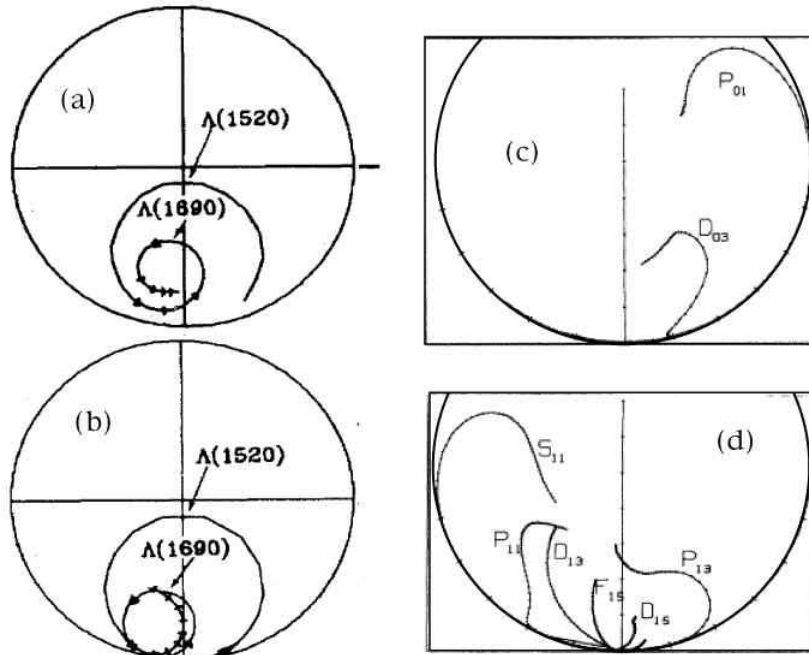 (a)
Λ(1520)
Λ(1690)
(b)
Λ(1520)
Λ(1690)
(c)
P₀₁
D₀₃
(d)
S₁₁
P₁₁
D₁₃
F₁₅
D₁₅
P₁₃